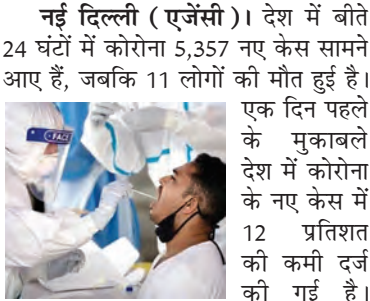 नई दिल्ली ( एजेंसी )। देश में बीते
24 घंटों में कोरोना 5,357 नए केस सामने
आए हैं, जबकि 11 लोगों की मौत हुई है।
एक दिन पहले
के मुकाबले
देश में कोरोना
के नए केस में
12 प्रतिशत
की कमी दर्ज
की गई है।
FACE